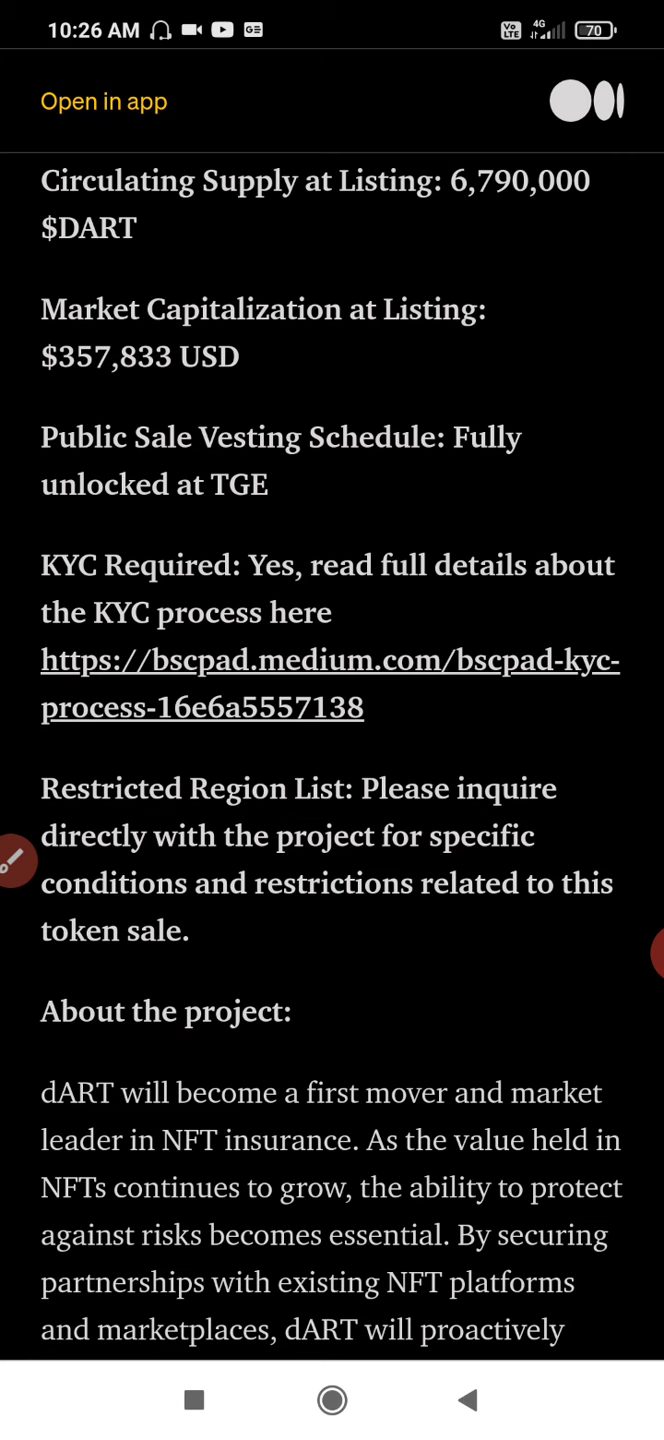 10:26 AM
Vo LTE 4G 70
Open in app
Circulating Supply at Listing: 6,790,000
$DART
Market Capitalization at Listing:
$357,833 USD
Public Sale Vesting Schedule: Fully
unlocked at TGE
KYC Required: Yes, read full details about
the KYC process here
https://bscpad.medium.com/bscpad-kyc-
process-16e6a5557138
Restricted Region List: Please inquire
directly with the project for specific
conditions and restrictions related to this
token sale.
About the project:
dART will become a first mover and market
leader in NFT insurance. As the value held in
NFTs continues to grow, the ability to protect
against risks becomes essential. By securing
partnerships with existing NFT platforms
and marketplaces, dART will proactively